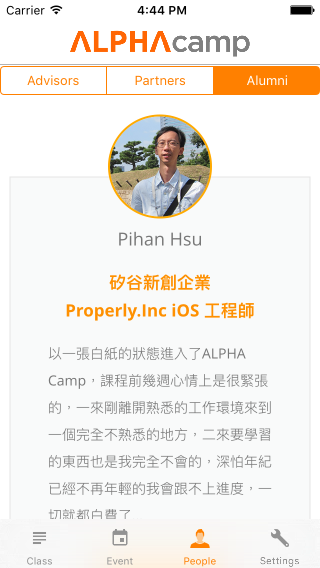 Carrier 4:44 PM
ALPHAcamp
Advisors Partners Alumni
Pihan Hsu
矽谷新創企業
Properly.Inc iOS 工程師
以一張白紙的狀態進入了ALPHA
Camp，課程前幾週心情上是很緊張
的，一來剛離開熟悉的工作環境來到
一個完全不熟悉的地方，二來要學習
的東西也是我完全不會的，深怕年紀
已經不再年輕的我會跟不上進度，一
切就都白費了
Class Event People Settings